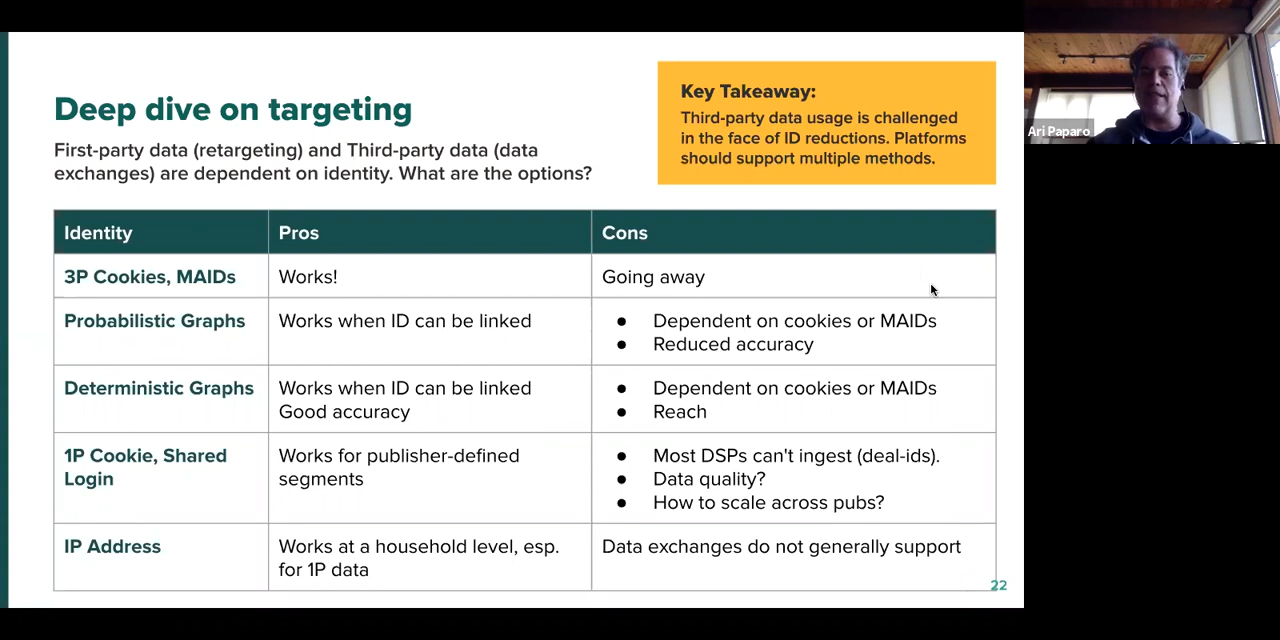 Deep dive on targeting
First-party data (retargeting) and Third-party data (data
exchanges) are dependent on identity. What are the options?
Key Takeaway:
Third-party data usage is challenged
in the face of ID reductions. Platforms
should support multiple methods.
Ari Paparo
Identity Pros Cons
3P Cookies, MAIDs Works! Going away
Probabilistic Graphs Works when ID can be linked ● Dependent on cookies or MAIDs
● Reduced accuracy
Deterministic Graphs Works when ID can be linked ● Dependent on cookies or MAIDs
Good accuracy ● Reach
1P Cookie, Shared Works for publisher-defined ● Most DSPs can't ingest (deal-ids).
Login segments ● Data quality?
● How to scale across pubs?
IP Address Works at a household level, esp. Data exchanges do not generally support
for 1P data
22